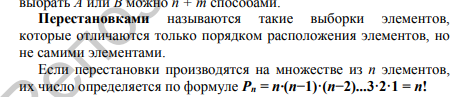 выбрать A или B можно n + m способами.
Перестановками называются такие выборки элементов,
которые отличаются только порядком расположения элементов, но
не самими элементами.
Если перестановки производятся на множестве из n элементов,
их число определяется по формуле Pₙ = n·(n−1)·(n−2)...3·2·1 = n!